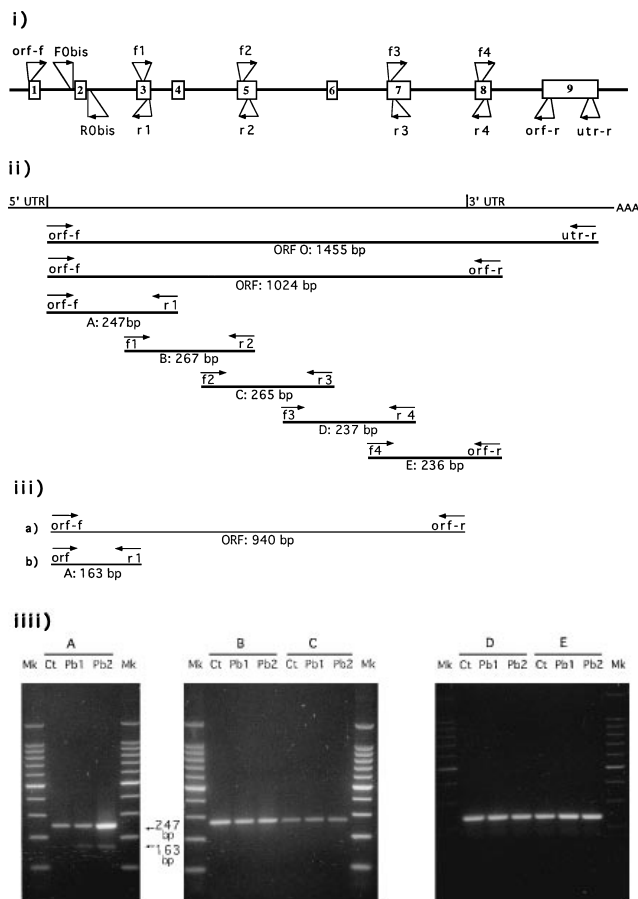 i)
orf-f F0bis f1 f2 f3 f4
1 2 3 4 5 6 7 8 9
R0bis r1 r2 r3 r4 orf-r utr-r
ii)
5' UTR 3' UTR AAA
orf-f utr-r
ORF O: 1455 bp
orf-f orf-r
ORF: 1024 bp
orf-f r1
A: 247bp
f1 r2
B: 267 bp
f2 r3
C: 265 bp
f3 r 4
D: 237 bp
f4 orf-r
E: 236 bp
iii)
a) orf-f orf-r
ORF: 940 bp
b) orf r1
A: 163 bp
iiii)
A B C D E
Mk Ct Pb1 Pb2 Mk Mk Ct Pb1 Pb2 Ct Pb1 Pb2 Mk Mk Ct Pb1 Pb2 Ct Pb1 Pb2 Mk
247
bp
163
bp